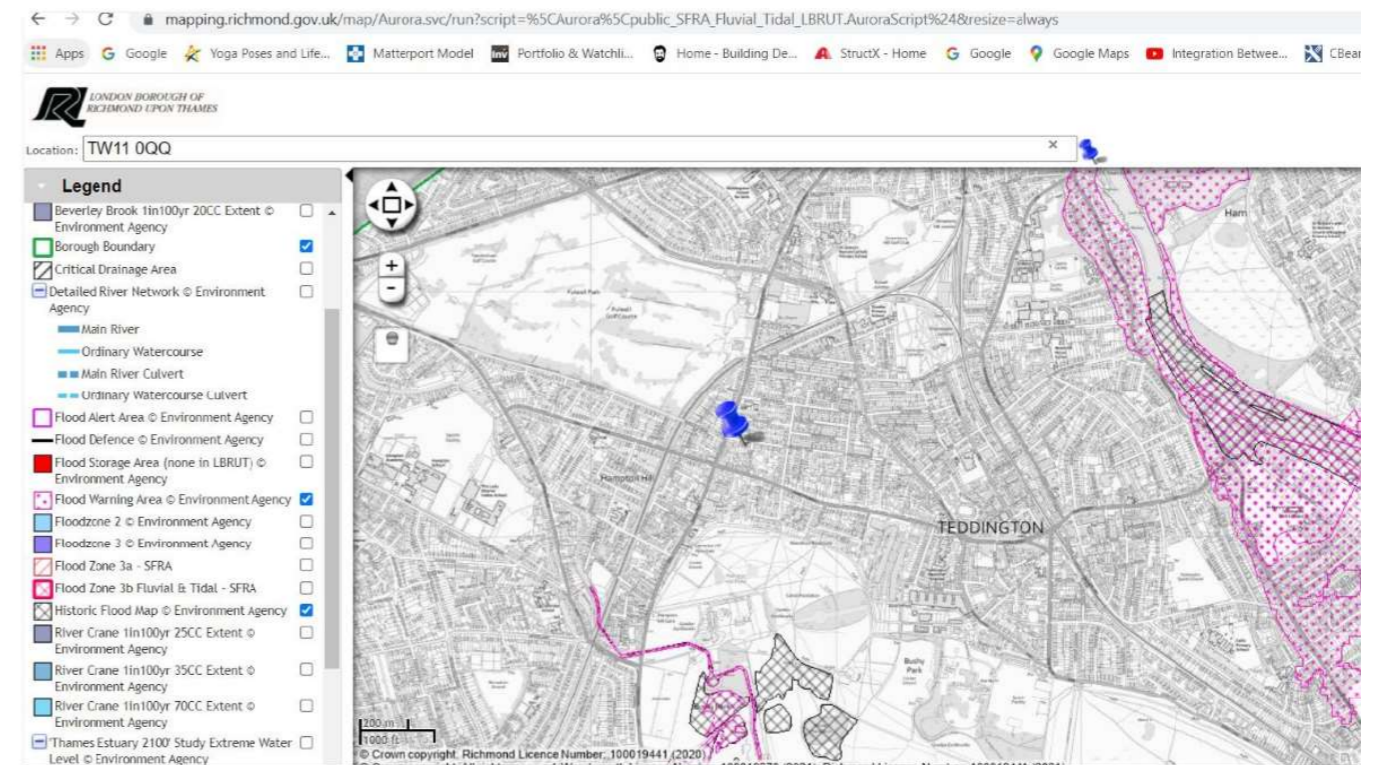 mapping.richmond.gov.uk/map/Aurora.svc/run?script=%5CAurora%5Cpublic_SFRA_Fluvial_Tidal_LBRUT.AuroraScript%24&resize=always
Apps Google Yoga Poses and Life... Matterport Model Portfolio & Watchli... Home - Building De... StructX - Home Google Google Maps Integration Betwee... CBear
LONDON BOROUGH OF
RICHMOND UPON THAMES
Location: TW11 0QQ
Legend
Beverley Brook 1in100yr 20CC Extent ©
Environment Agency
Borough Boundary
Critical Drainage Area
Detailed River Network © Environment
Agency
Main River
Ordinary Watercourse
Main River Culvert
Ordinary Watercourse Culvert
Flood Alert Area © Environment Agency
Flood Defence © Environment Agency
Flood Storage Area (none in LBRUT) ©
Environment Agency
Flood Warning Area © Environment Agency
Floodzone 2 © Environment Agency
Floodzone 3 © Environment Agency
Flood Zone 3a - SFRA
Flood Zone 3b Fluvial & Tidal - SFRA
Historic Flood Map © Environment Agency
River Crane 1in100yr 25CC Extent ©
Environment Agency
River Crane 1in100yr 35CC Extent ©
Environment Agency
River Crane 1in100yr 70CC Extent ©
Environment Agency
'Thames Estuary 2100' Study Extreme Water
Level © Environment Agency
Ham
Fulwell Park
Fulwell
Golf Course
Hampton Hill
TEDDINGTON
Bushy
Park
200 m
1000 ft
© Crown copyright. Richmond Licence Number: 100019441 (2020)